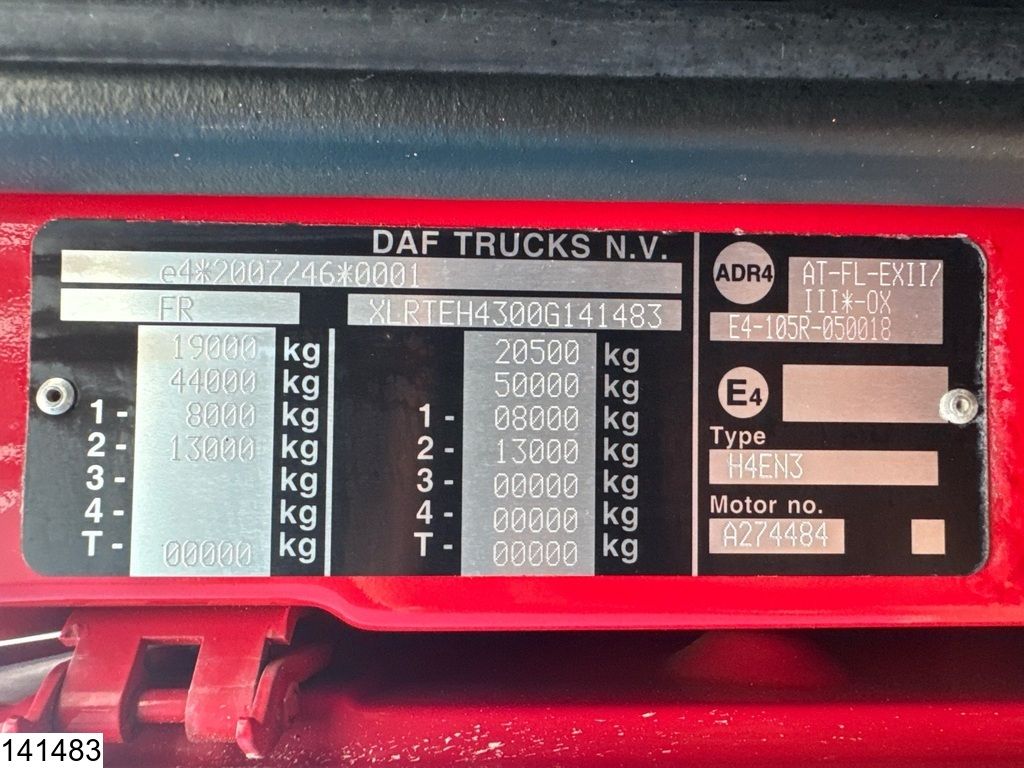 DAF TRUCKS N.V.
e4*2007/46*0001
FR XLRTEH4300G141483
19000 kg 20500 kg
44000 kg 50000 kg
1 - 8000 kg 1 - 08000 kg
2 - 13000 kg 2 - 13000 kg
3 - kg 3 - 00000 kg
4 - kg 4 - 00000 kg
T - 00000 kg T - 00000 kg
ADR4 AT-FL-EXII/
III*-OX
E4-105R-050018
E4
Type
H4EN3
Motor no.
A274484
141483